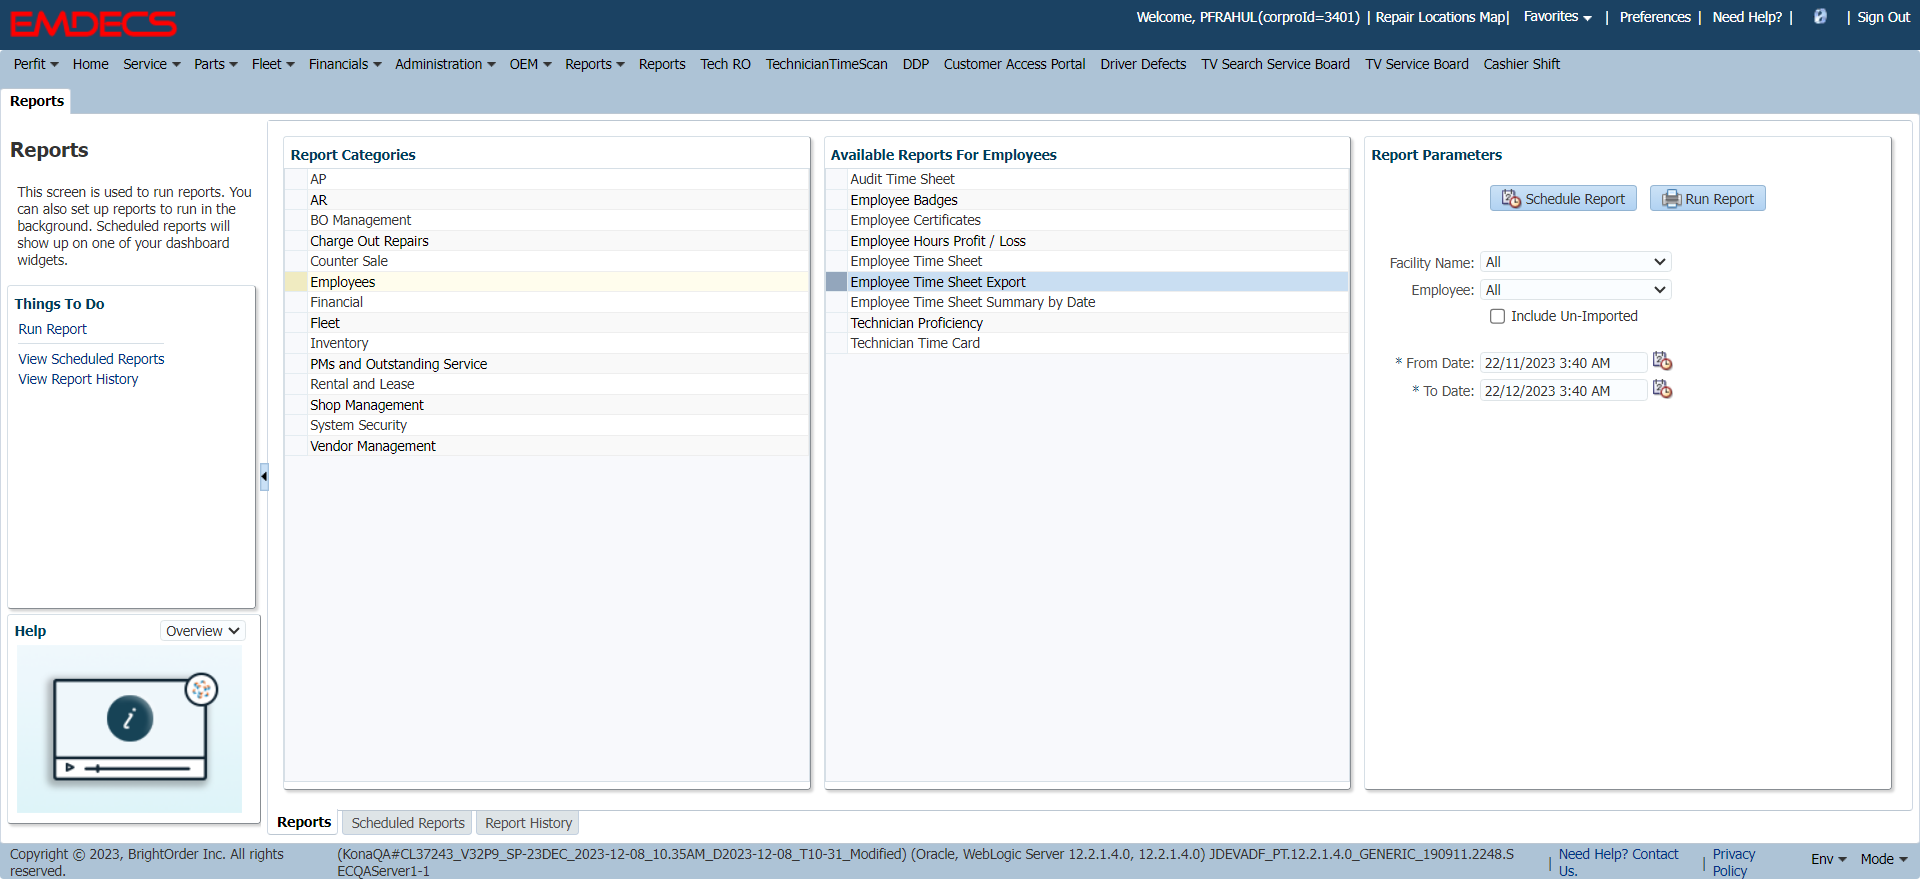 EMDECS
Welcome, PFRAHUL(corproId=3401) | Repair Locations Map| Favorites | Preferences | Need Help? | | Sign Out
Perfit Home Service Parts Fleet Financials Administration OEM Reports Reports Tech RO TechnicianTimeScan DDP Customer Access Portal Driver Defects TV Search Service Board TV Service Board Cashier Shift
Reports
Reports
This screen is used to run reports. You
can also set up reports to run in the
background. Scheduled reports will
show up on one of your dashboard
widgets.
Things To Do
Run Report
View Scheduled Reports
View Report History
Help
Overview
i
Report Categories
AP
AR
BO Management
Charge Out Repairs
Counter Sale
Employees
Financial
Fleet
Inventory
PMs and Outstanding Service
Rental and Lease
Shop Management
System Security
Vendor Management
Available Reports For Employees
Audit Time Sheet
Employee Badges
Employee Certificates
Employee Hours Profit / Loss
Employee Time Sheet
Employee Time Sheet Export
Employee Time Sheet Summary by Date
Technician Proficiency
Technician Time Card
Report Parameters
Schedule Report Run Report
Facility Name: All
Employee: All
Include Un-Imported
* From Date: 22/11/2023 3:40 AM
* To Date: 22/12/2023 3:40 AM
Reports Scheduled Reports Report History
Copyright © 2023, BrightOrder Inc. All rights
reserved.
(KonaQA#CL37243_V32P9_SP-23DEC_2023-12-08_10.35AM_D2023-12-08_T10-31_Modified) (Oracle, WebLogic Server 12.2.1.4.0, 12.2.1.4.0) JDEVADF_PT.12.2.1.4.0_GENERIC_190911.2248.S
ECQAServer1-1
| Need Help? Contact
Us.
| Privacy
Policy
Env Mode